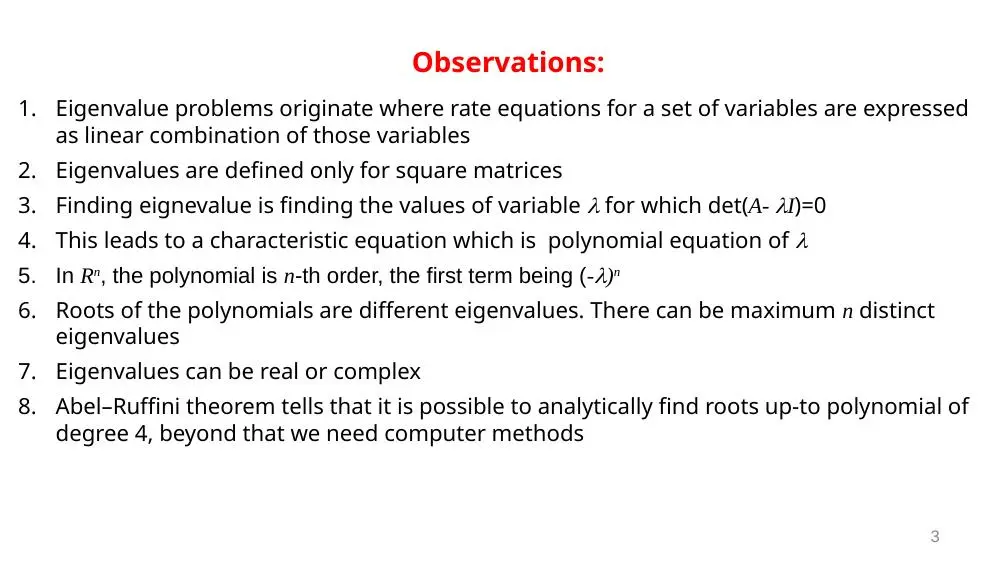 Observations:
1. Eigenvalue problems originate where rate equations for a set of variables are expressed
as linear combination of those variables
2. Eigenvalues are defined only for square matrices
3. Finding eignevalue is finding the values of variable λ for which det(A- λI)=0
4. This leads to a characteristic equation which is  polynomial equation of λ
5. In Rⁿ, the polynomial is n-th order, the first term being (-λ)ⁿ
6. Roots of the polynomials are different eigenvalues. There can be maximum n distinct
eigenvalues
7. Eigenvalues can be real or complex
8. Abel–Ruffini theorem tells that it is possible to analytically find roots up-to polynomial of
degree 4, beyond that we need computer methods
3